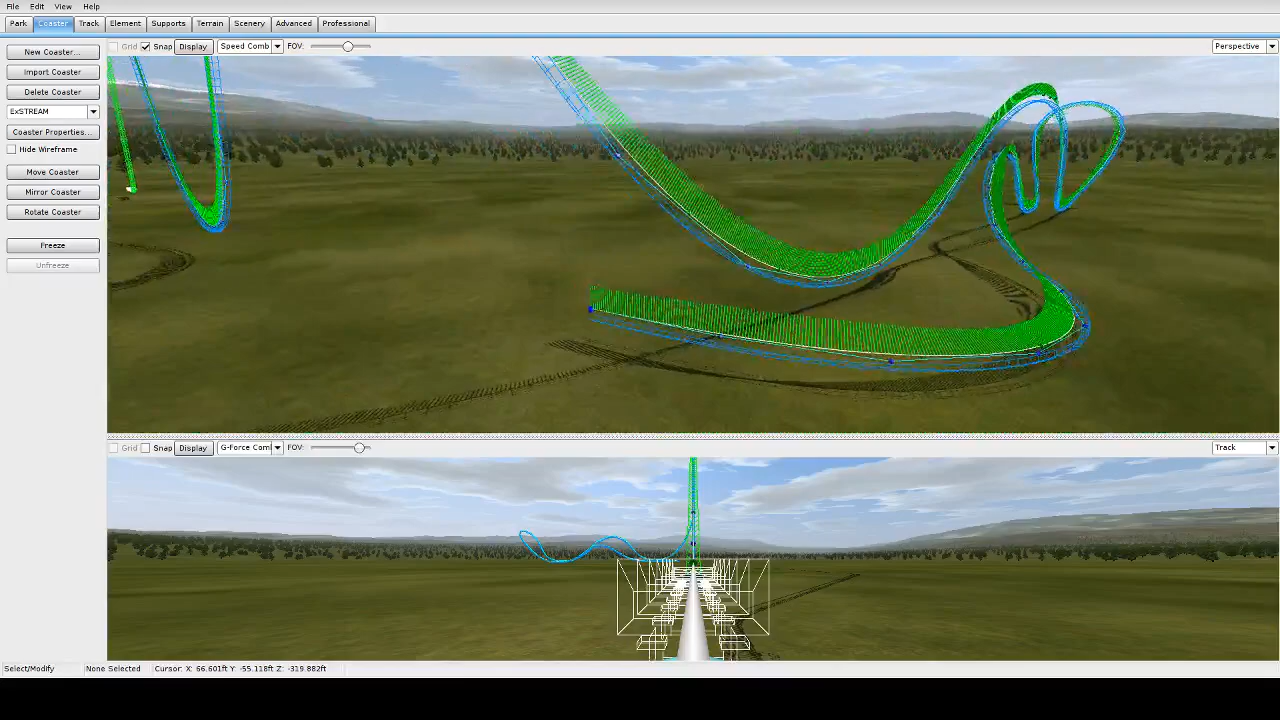 File Edit View Help
Park Coaster Track Element Supports Terrain Scenery Advanced Professional
New Coaster... Grid Snap Display Speed Comb FOV: Perspective
Import Coaster
Delete Coaster
ExSTREAM
Coaster Properties...
Hide Wireframe
Move Coaster
Mirror Coaster
Rotate Coaster
Freeze
Unfreeze
Grid Snap Display G-Force Com FOV: Track
Select/Modify None Selected Cursor: X: 66.601ft Y: -55.118ft Z: -319.882ft